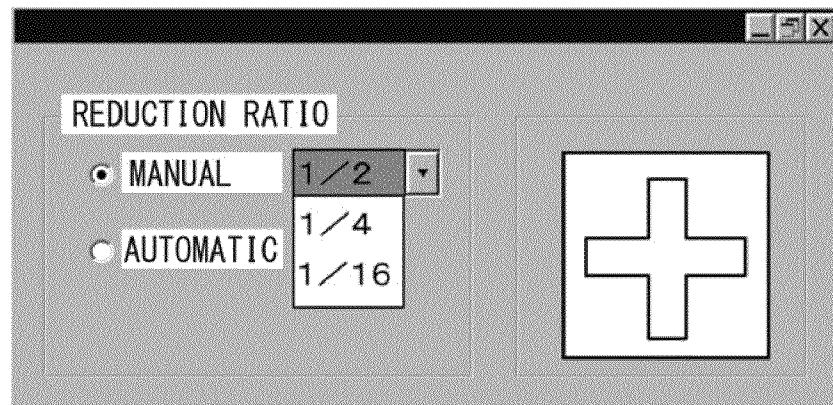 REDUCTION RATIO
MANUAL 1/2
1/4
AUTOMATIC
1/16